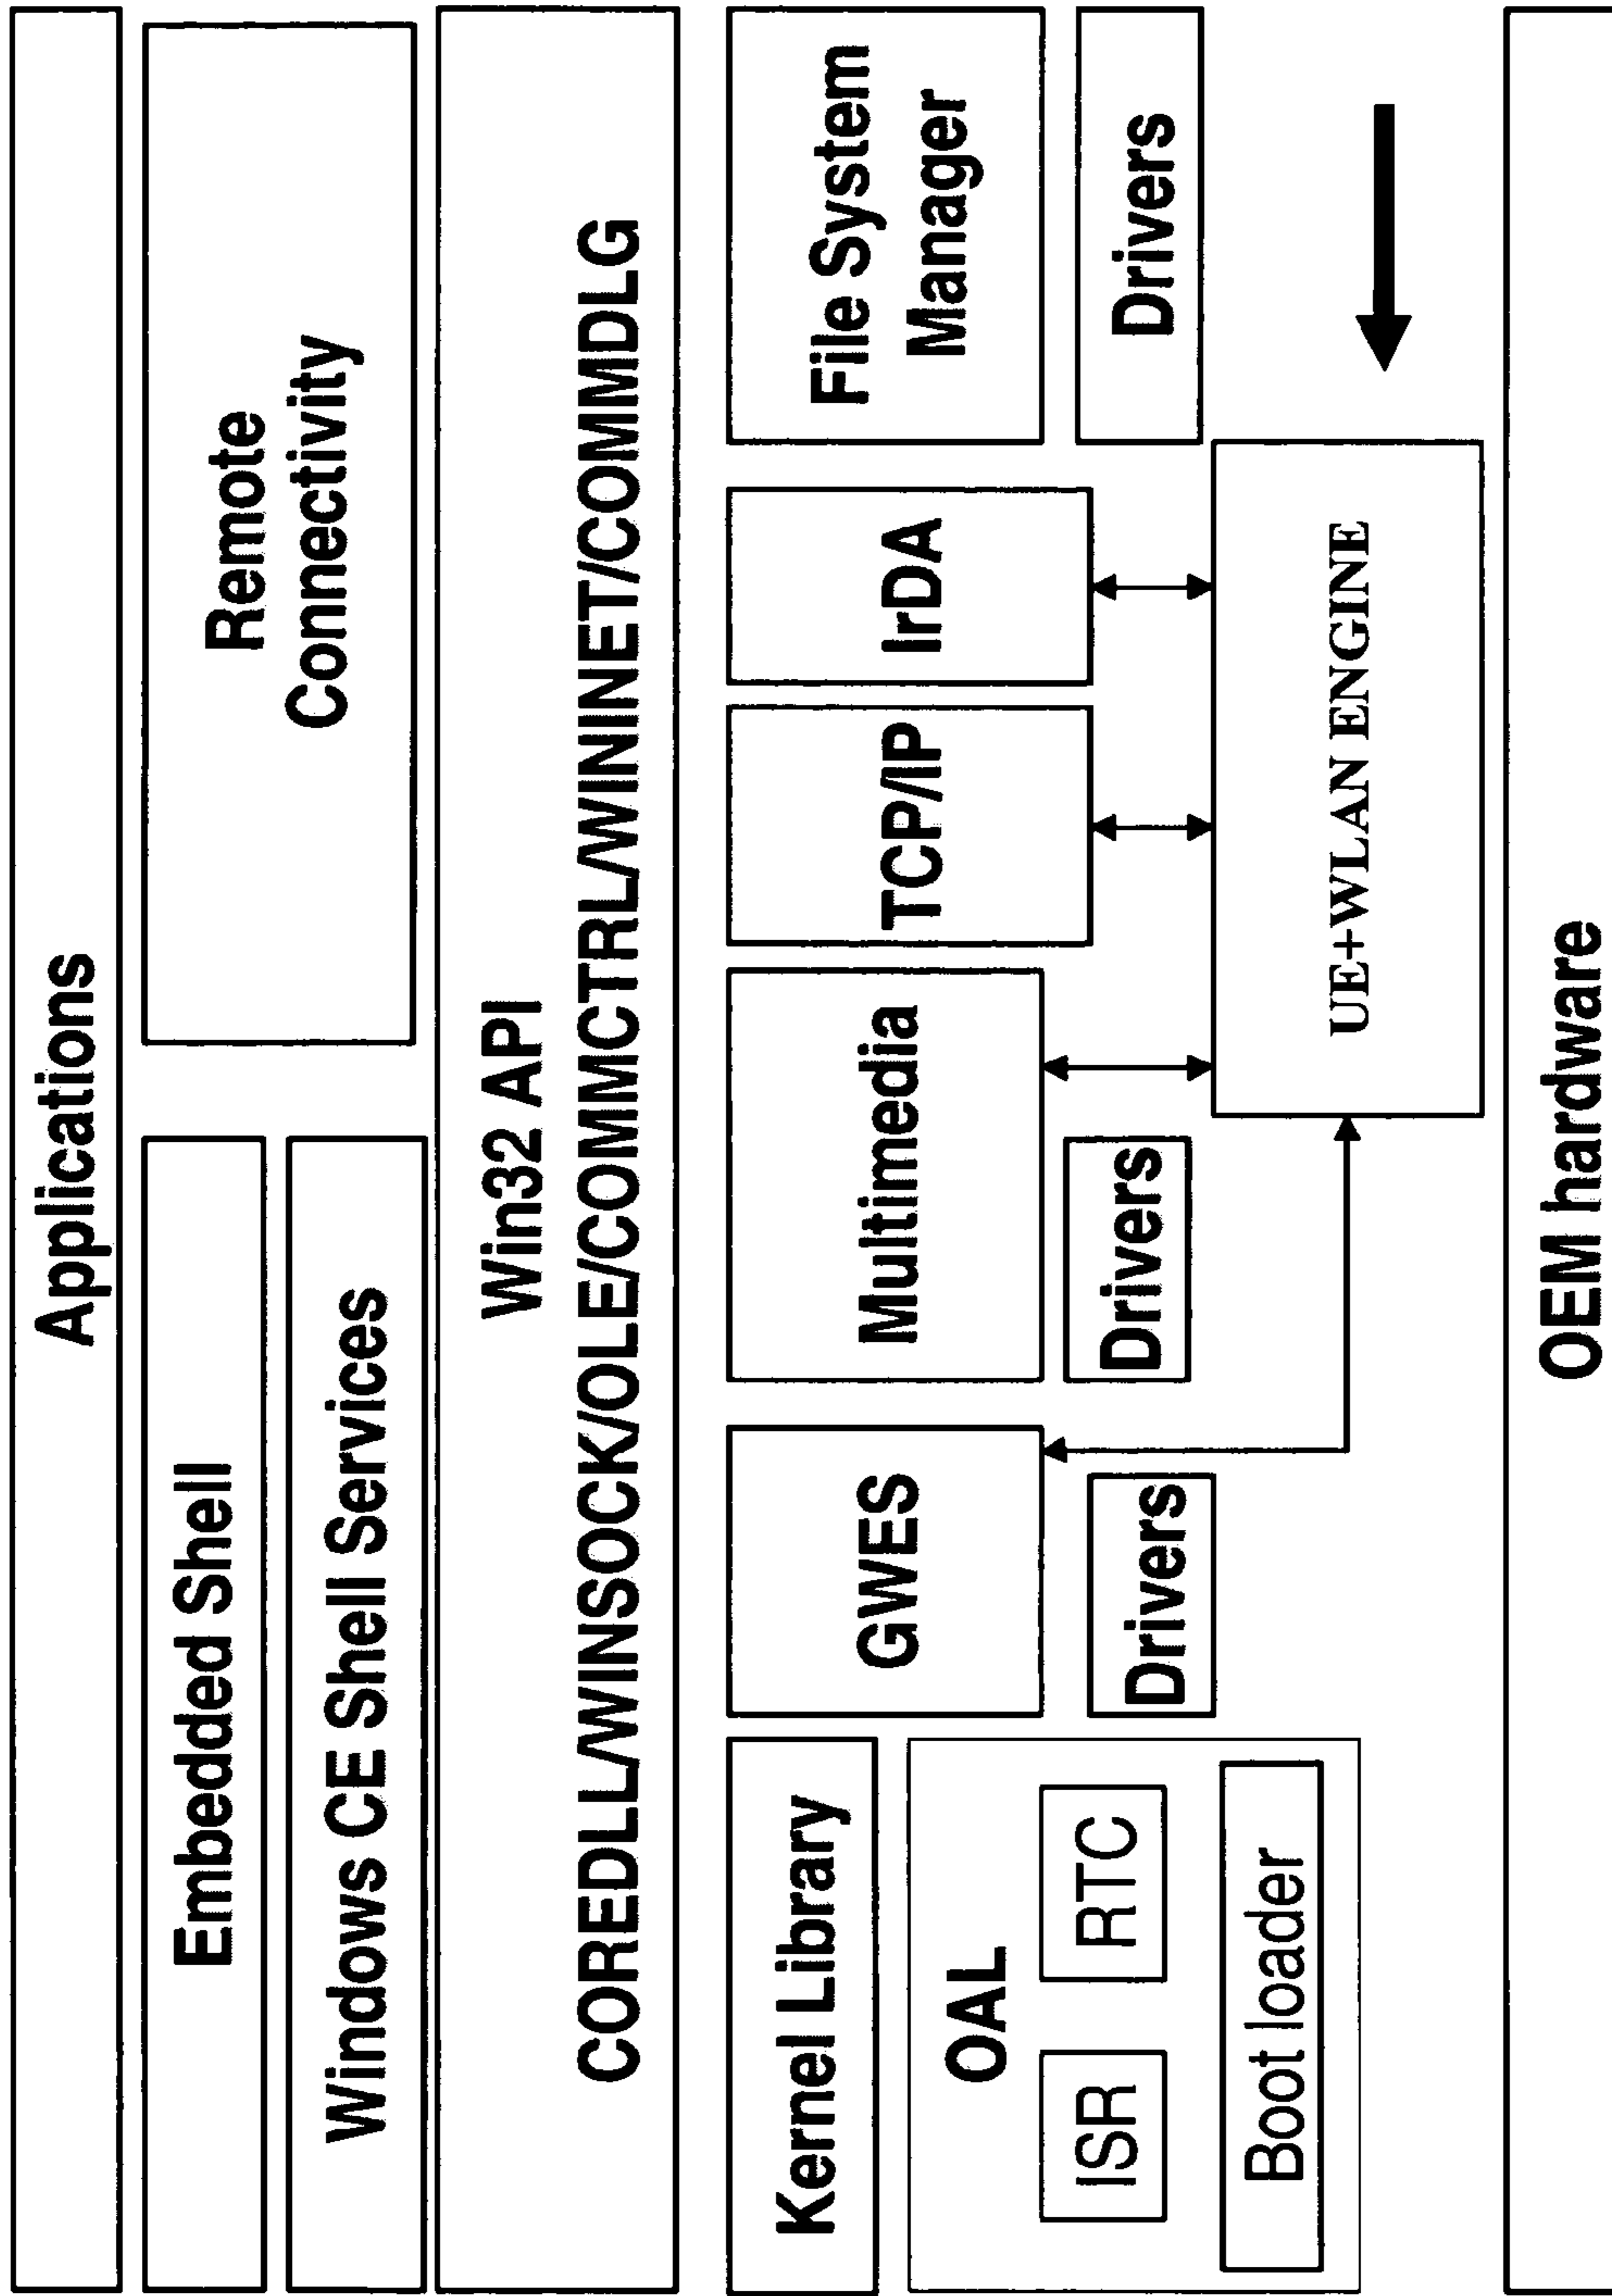 Applications
Embedded Shell
Remote
Connectivity
Windows CE Shell Services
Win32 API
COREDLL/WINSOCK/OLE/COMMCTRL/WININET/COMMDLG
Kernel Library
GWES
Multimedia
TCP/IP
IrDA
File System
Manager
OAL
ISR
RTC
Boot loader
Drivers
Drivers
Drivers
UE+WLAN ENGINE
OEM hardware